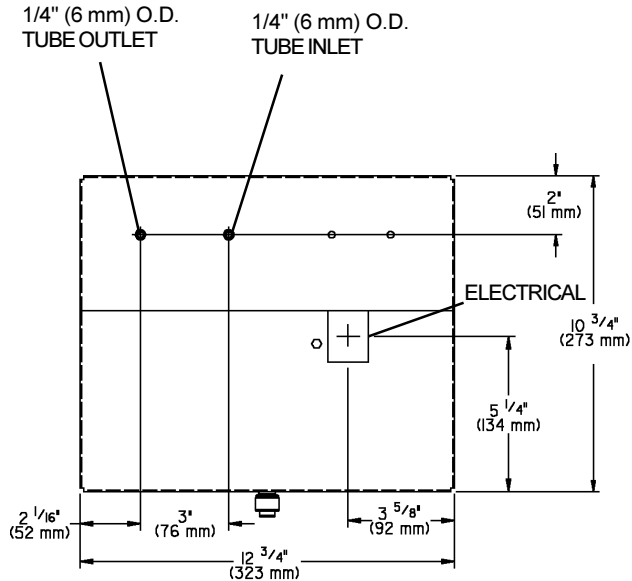 1/4" (6 mm) O.D.
TUBE OUTLET
1/4" (6 mm) O.D.
TUBE INLET
2"
(51 mm)
ELECTRICAL
10 3/4"
(273 mm)
5 1/4"
(134 mm)
2 1/16"
(52 mm)
3"
(76 mm)
3 5/8"
(92 mm)
12 3/4"
(323 mm)